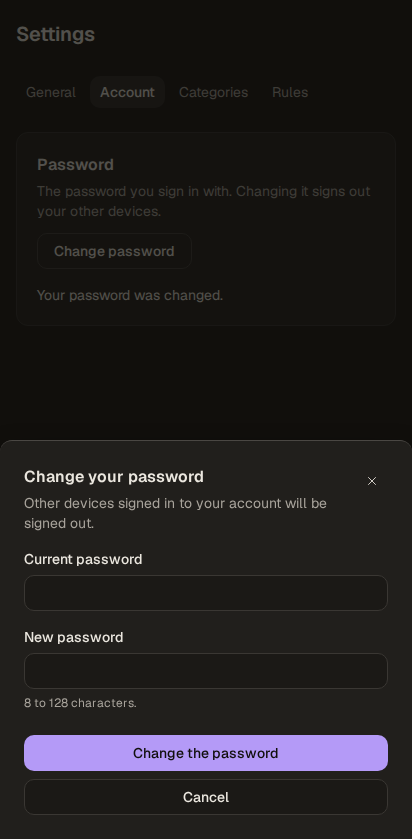 Settings
General
Account
Categories
Rules
Password
The password you sign in with. Changing it signs out
your other devices.
Change password
Your password was changed.
Change your password
Other devices signed in to your account will be
signed out.
Current password
New password
8 to 128 characters.
Change the password
Cancel